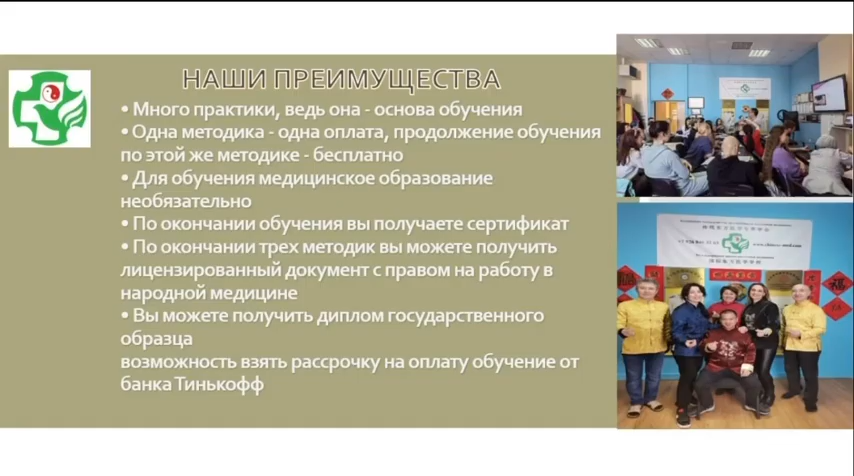 НАШИ ПРЕИМУЩЕСТВА
• Много практики, ведь она - основа обучения
• Одна методика - одна оплата, продолжение обучения
по этой же методике - бесплатно
• Для обучения медицинское образование
необязательно
• По окончании обучения вы получаете сертификат
• По окончании трех методик вы можете получить
лицензированный документ с правом на работу в
народной медицине
• Вы можете получить диплом государственного
образца
возможность взять рассрочку на оплату обучение от
банка Тинькофф